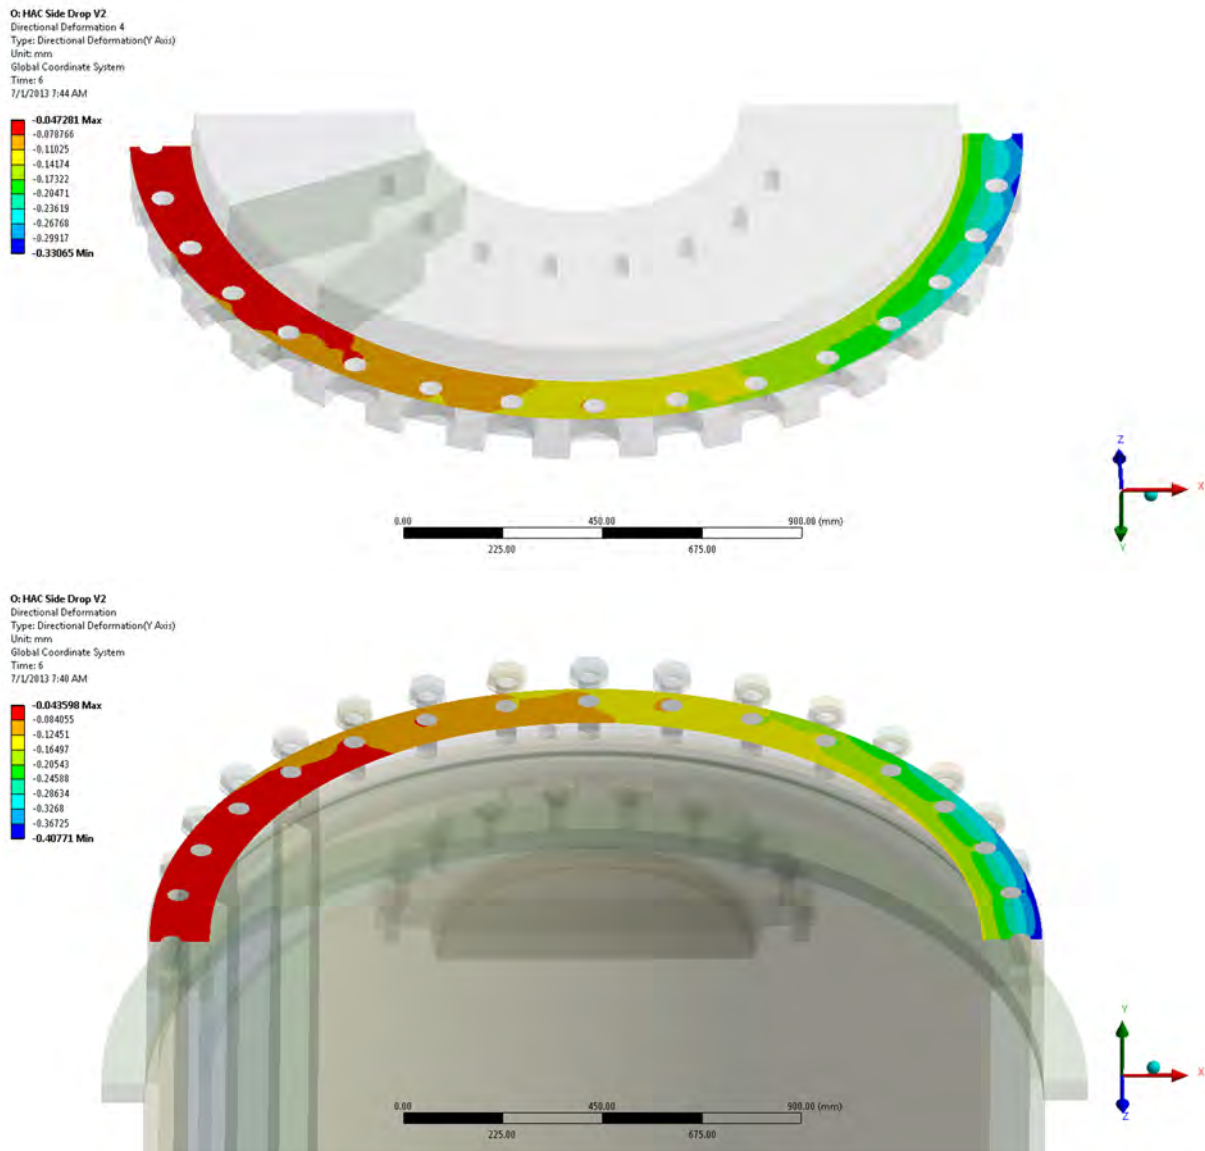 O: HAC Side Drop V2
Directional Deformation 4
Type: Directional Deformation(Y Axis)
Unit: mm
Global Coordinate System
Time: 6
7/1/2013 7:44 AM
-0.047281 Max
-0.078766
-0.11025
-0.14174
-0.17322
-0.20471
-0.23619
-0.26768
-0.29917
-0.33065 Min
Z
X
Y
0.00 450.00 900.00 (mm)
225.00 675.00
O: HAC Side Drop V2
Directional Deformation
Type: Directional Deformation(Y Axis)
Unit: mm
Global Coordinate System
Time: 6
7/1/2013 7:40 AM
-0.043598 Max
-0.084055
-0.12451
-0.16497
-0.20543
-0.24588
-0.28634
-0.3268
-0.36725
-0.40771 Min
Y
X
Z
0.00 450.00 900.00 (mm)
225.00 675.00